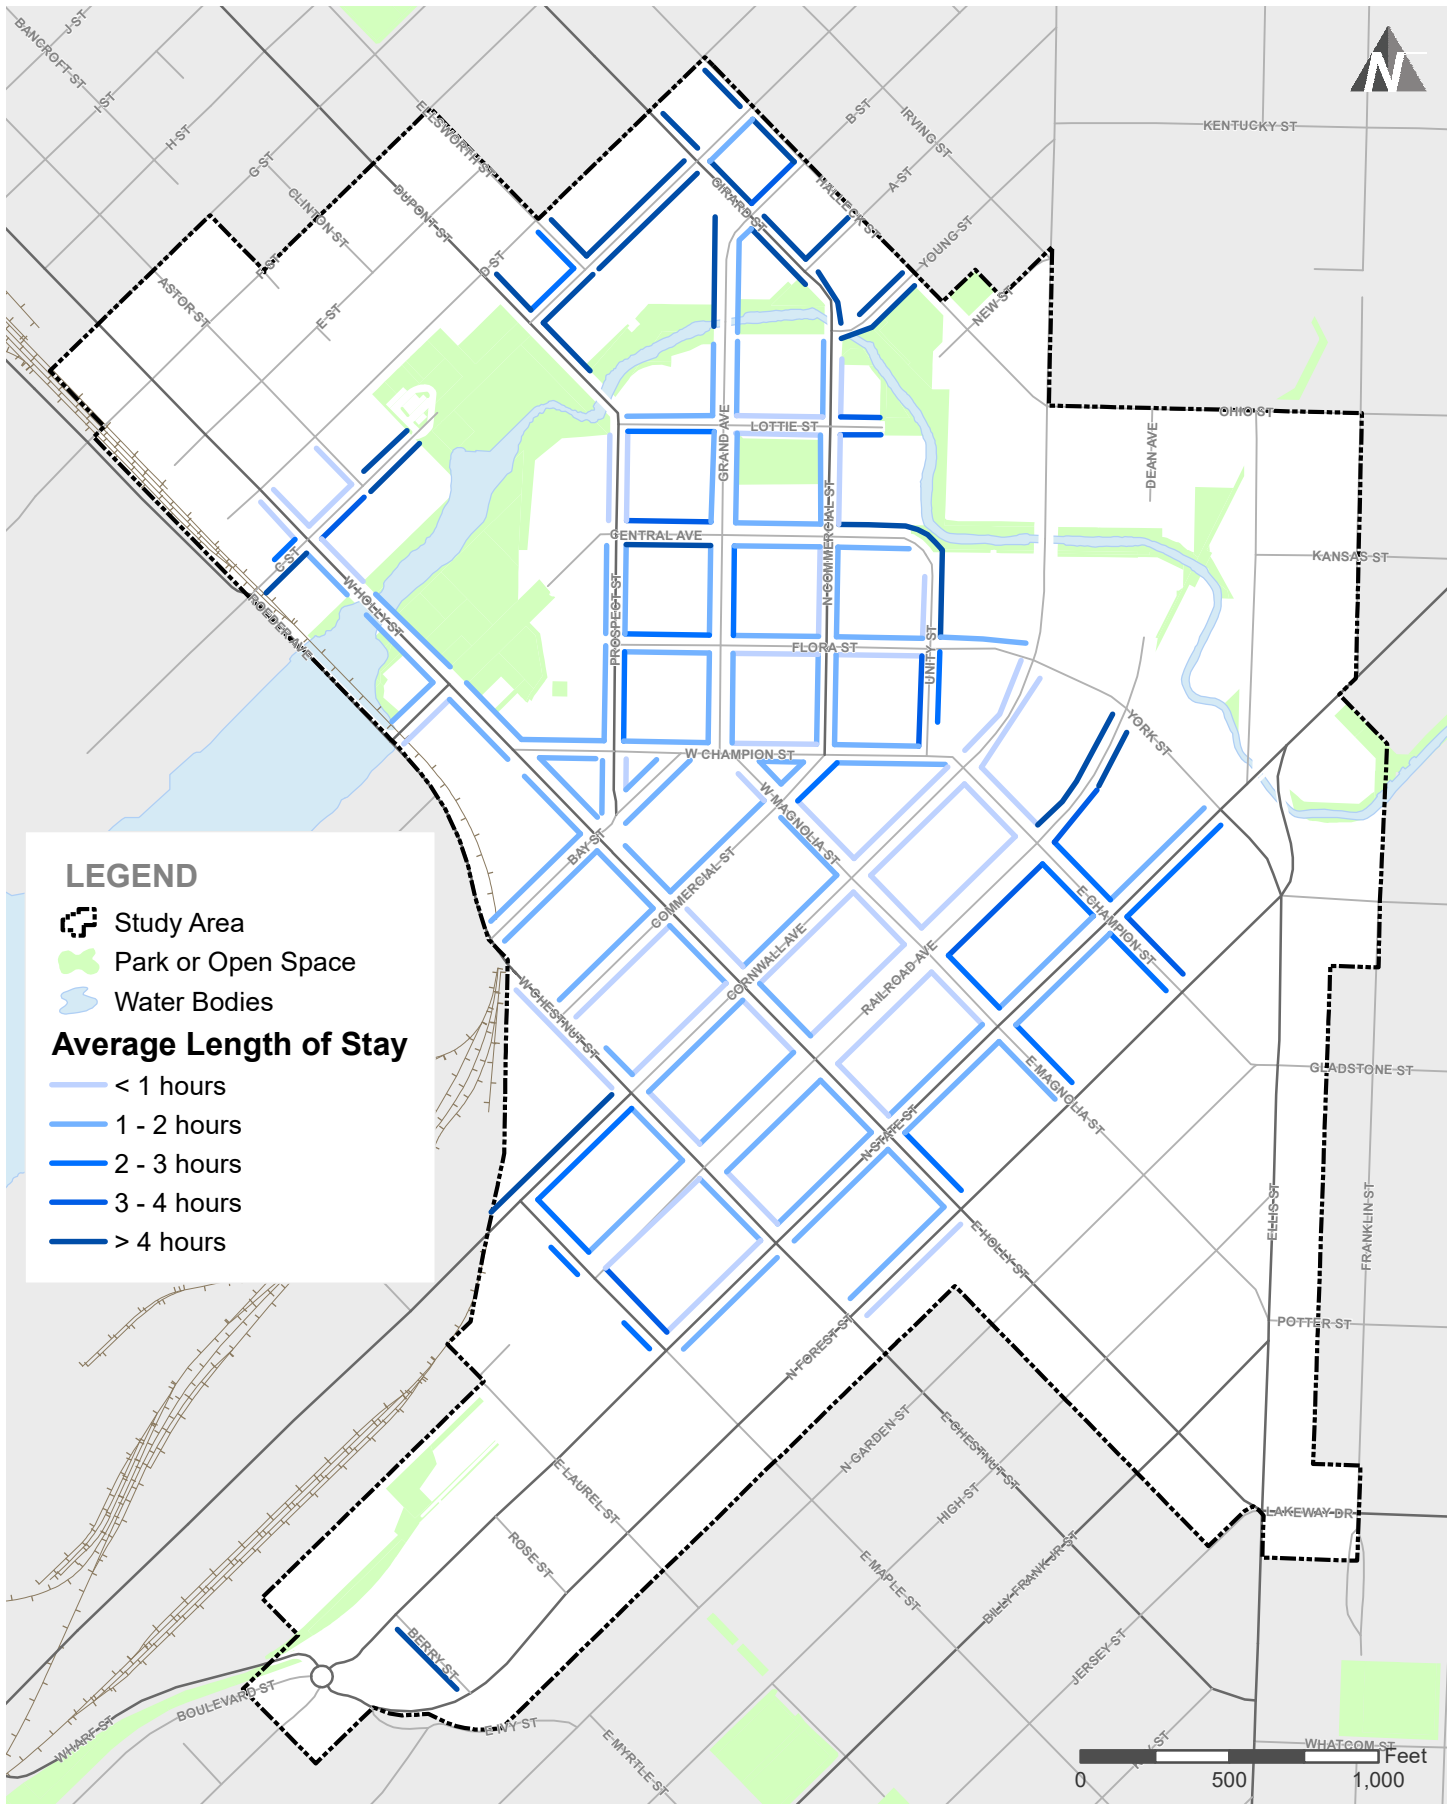 J ST
BANCROFT ST
I ST
H ST
G ST
ELLSWORTH ST
CLINTON ST
DUPONT ST
F ST
E ST
D ST
ASTOR ST
C ST
W HOLLY ST
ROEDER AVE
GIRARD ST
B ST
IRVING ST
HALLECK ST
A ST
YOUNG ST
NEW ST
N
KENTUCKY ST
OHIO ST
DEAN AVE
KANSAS ST
LOTTIE ST
GRAND AVE
N COMMERCIAL ST
CENTRAL AVE
PROSPECT ST
FLORA ST
UNITY ST
YORK ST
W CHAMPION ST
W MAGNOLIA ST
BAY ST
COMMERCIAL ST
CORNWALL AVE
RAILROAD AVE
E CHAMPION ST
W CHESTNUT ST
N STATE ST
E MAGNOLIA ST
GLADSTONE ST
ELLIS ST
FRANKLIN ST
E HOLLY ST
POTTER ST
N FOREST ST
N GARDEN ST
E CHESTNUT ST
HIGH ST
LAKEWAY DR
E LAUREL ST
ROSE ST
E MAPLE ST
BILLY FRANK JR ST
JERSEY ST
BERRY ST
BOULEVARD ST
WHARF ST
E IVY ST
E MYRTLE ST
WHATCOM ST
LEGEND
Study Area
Park or Open Space
Water Bodies
Average Length of Stay
< 1 hours
1 - 2 hours
2 - 3 hours
3 - 4 hours
> 4 hours
Feet
0 500 1,000